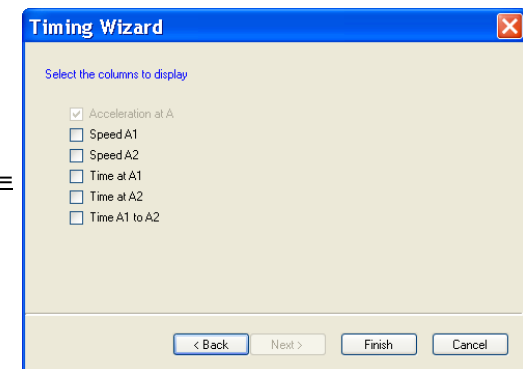 Timing Wizard
Select the columns to display
Acceleration at A
Speed A1
Speed A2
Time at A1
Time at A2
Time A1 to A2
< Back Next > Finish Cancel